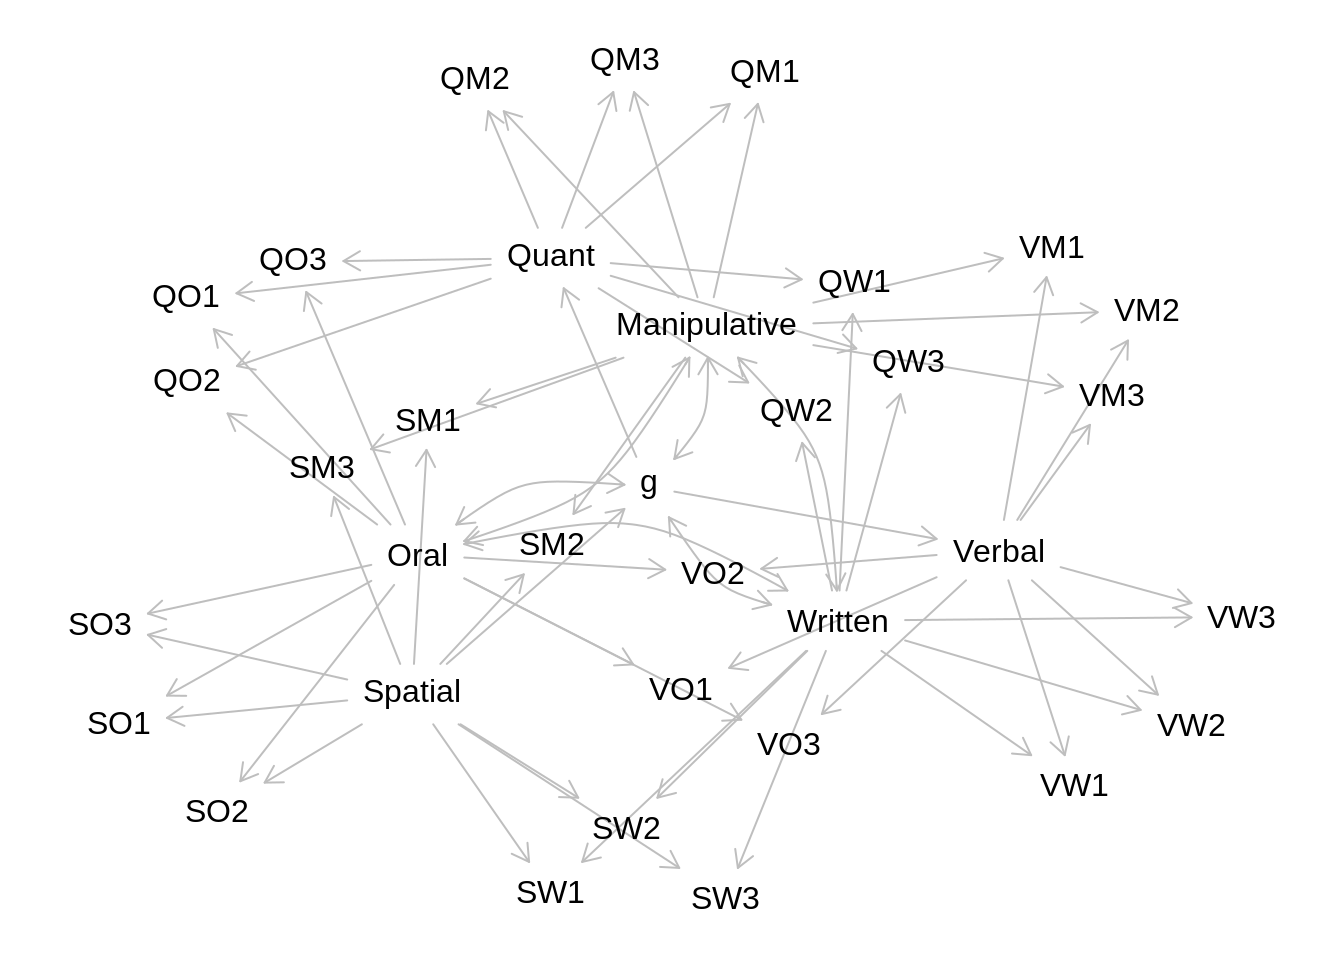 QM3
QM1
QM2
VM1
Quant
QO3
QW1
QO1
VM2
Manipulative
QW3
QO2
VM3
QW2
SM1
SM3
g
SM2
Verbal
Oral
VO2
VW3
Written
SO3
VO1
Spatial
SO1
VW2
VO3
VW1
SO2
SW2
SW1
SW3